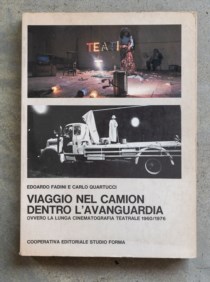 TEAT
EDOARDO FADINI E CARLO QUARTUCCI
VIAGGIO NEL CAMION
DENTRO L'AVANGUARDIA
OVVERO LA LUNGA CINEMATOGRAFIA TEATRALE 1960/1976
COOPERATIVA EDITORIALE STUDIO FORMA